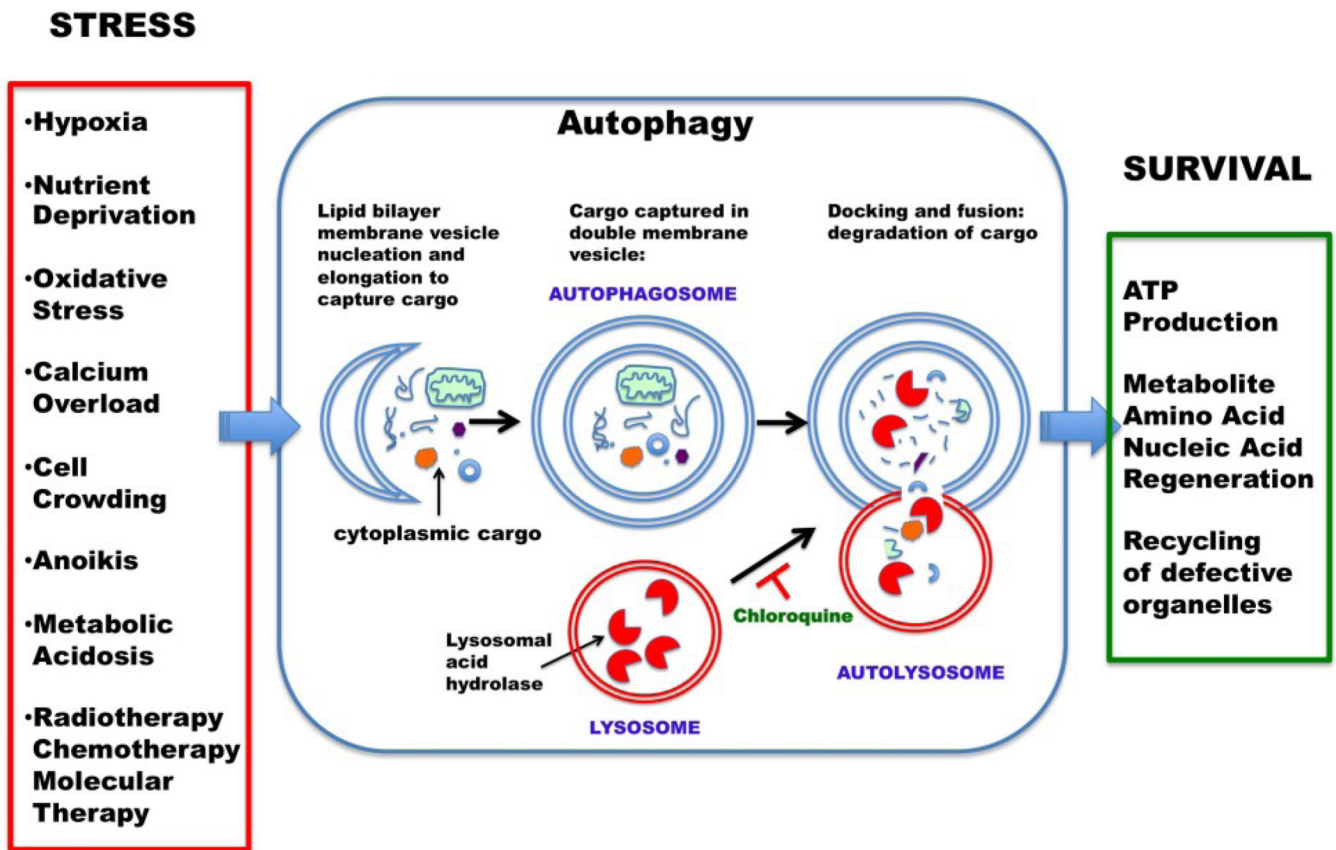 STRESS
·Hypoxia
·Nutrient
Deprivation
·Oxidative
Stress
·Calcium
Overload
·Cell
Crowding
·Anoikis
·Metabolic
Acidosis
·Radiotherapy
Chemotherapy
Molecular
Therapy
Autophagy
Lipid bilayer
membrane vesicle
nucleation and
elongation to
capture cargo
cytoplasmic cargo
Cargo captured in
double membrane
vesicle:
AUTOPHAGOSOME
Docking and fusion:
degradation of cargo
Lysosomal
acid
hydrolase
LYSOSOME
Chloroquine
AUTOLYSOSOME
SURVIVAL
ATP
Production
Metabolite
Amino Acid
Nucleic Acid
Regeneration
Recycling
of defective
organelles